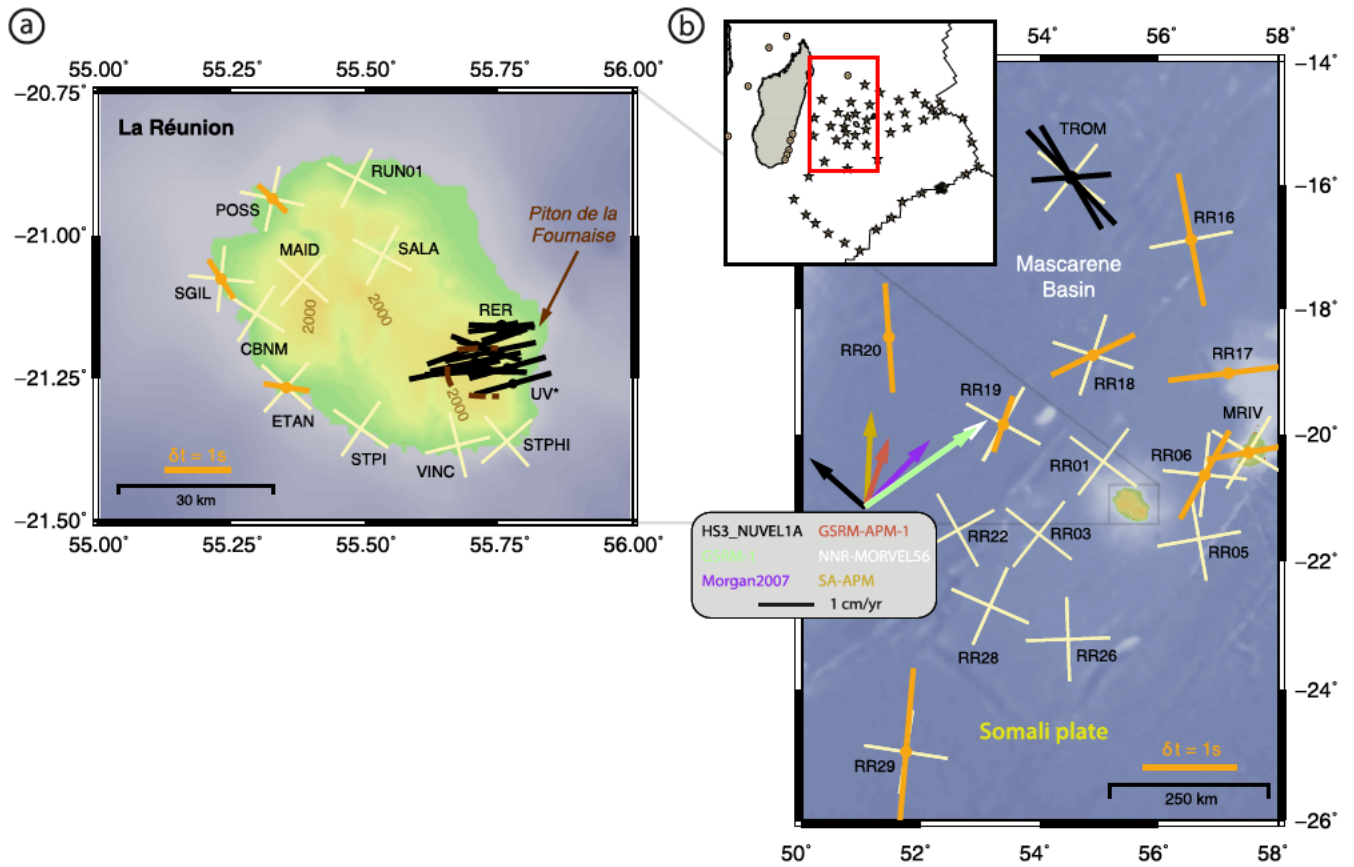 a
55.00°
55.25°
55.50°
55.75°
56.00°
−20.75°
−21.00°
−21.25°
−21.50°
La Réunion
RUN01
POSS
MAID
SALA
Piton de la
Fournaise
SGIL
2000
2000
RER
CBNM
2000
UV*
ETAN
STPI
VINC
STPHI
δt = 1s
30 km
55.00°
55.25°
55.50°
55.75°
56.00°
b
54°
56°
58°
−14°
−16°
−18°
−20°
−22°
−24°
−26°
TROM
RR16
Mascarene
Basin
RR20
RR18
RR17
RR19
MRIV
RR01
RR06
RR22
RR03
RR05
HS3_NUVEL1A
GSRM-APM-1
NNR-MORVEL56
Morgan2007
SA-APM
1 cm/yr
RR28
RR26
Somali plate
RR29
δt = 1s
250 km
50°
52°
54°
56°
58°